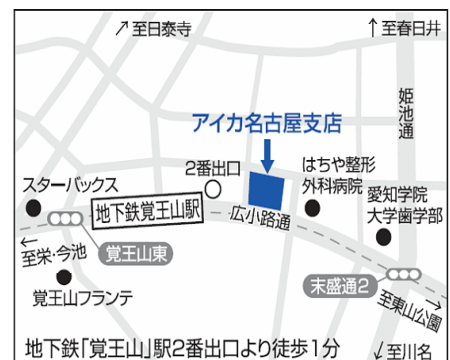 ↗至日泰寺
↑至春日井
姫池通
アイカ名古屋支店
2番出口
はちや整形
外科病院
スターバックス
愛知学院
大学歯学部
地下鉄覚王山駅
広小路通
←
至栄・今池
覚王山東
末盛通2
覚王山フランテ
至東山公園
→
地下鉄「覚王山」駅2番出口より徒歩1分
↙至川名